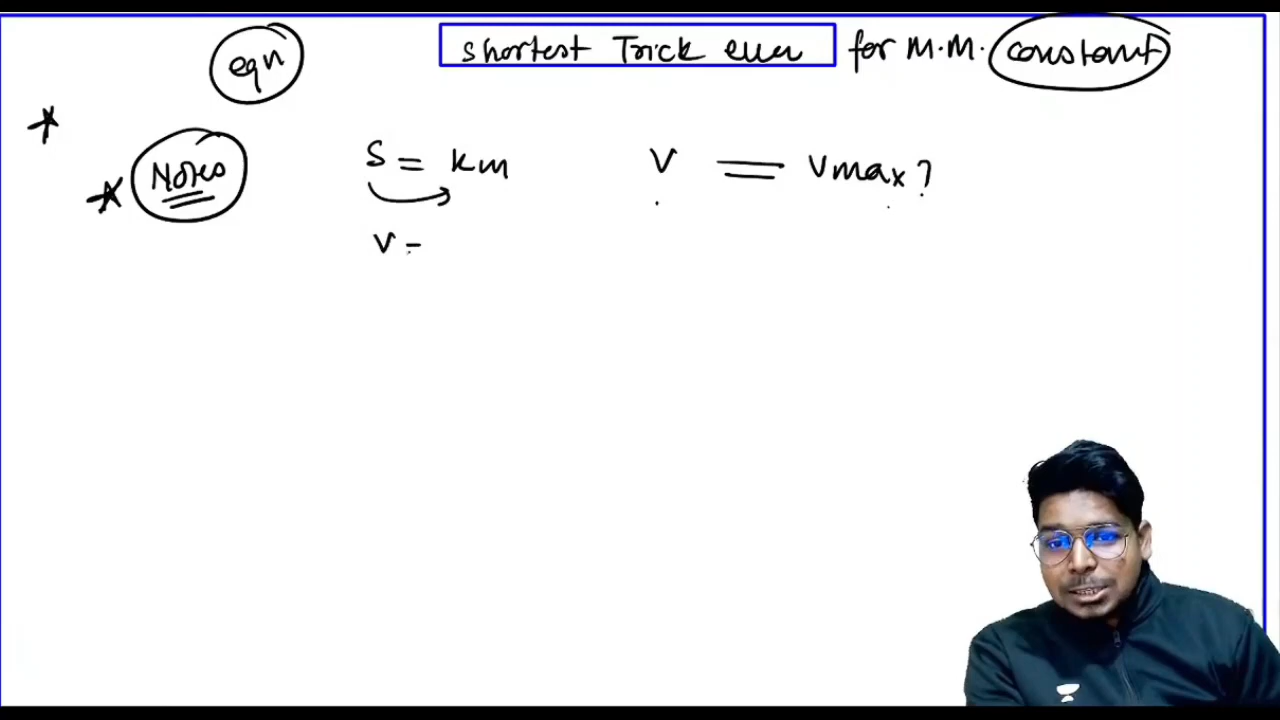 eqn
shortest Trick ever for M.M. constant
Notes
S = km V = Vmax?
V =